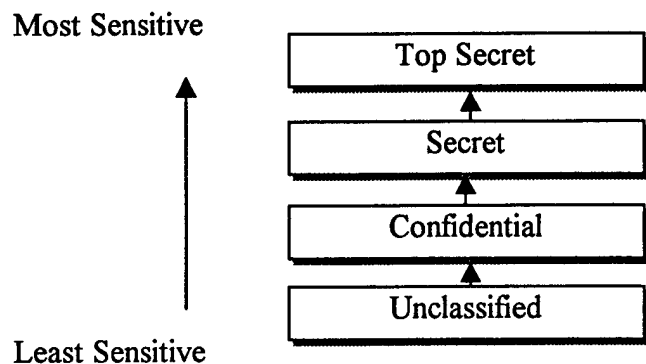 Most Sensitive
Top Secret
Secret
Confidential
Unclassified
Least Sensitive